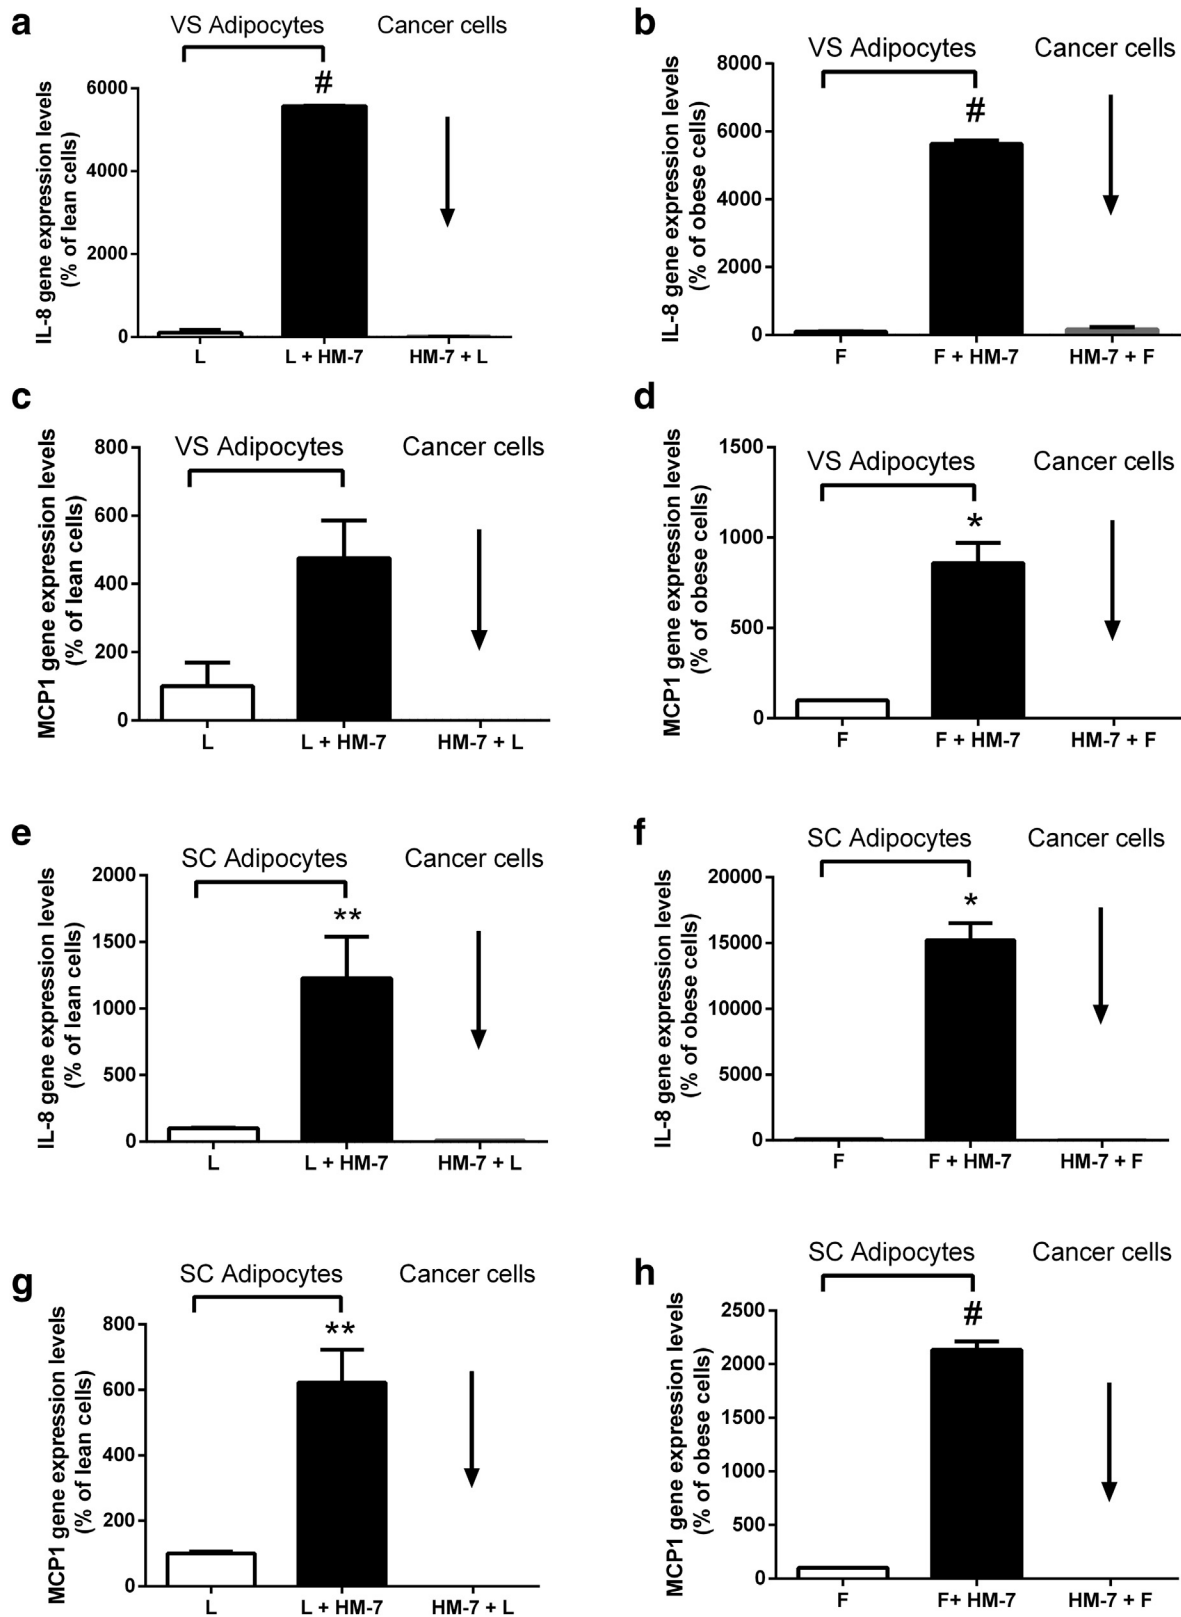 a
VS Adipocytes
Cancer cells
#
IL-8 gene expression levels
(% of lean cells)
6000
4000
2000
0
L
L + HM-7
HM-7 + L
b
VS Adipocytes
Cancer cells
#
IL-8 gene expression levels
(% of obese cells)
8000
6000
4000
2000
0
F
F + HM-7
HM-7 + F
c
VS Adipocytes
Cancer cells
MCP1 gene expression levels
(% of lean cells)
800
600
400
200
0
L
L + HM-7
HM-7 + L
d
VS Adipocytes
Cancer cells
*
MCP1 gene expression levels
(% of obese cells)
1500
1000
500
0
F
F + HM-7
HM-7 + F
e
SC Adipocytes
Cancer cells
**
IL-8 gene expression levels
(% of lean cells)
2000
1500
1000
500
0
L
L + HM-7
HM-7 + L
f
SC Adipocytes
Cancer cells
*
IL-8 gene expression levels
(% of obese cells)
20000
15000
10000
5000
0
F
F + HM-7
HM-7 + F
g
SC Adipocytes
Cancer cells
**
MCP1 gene expression levels
(% of lean cells)
800
600
400
200
0
L
L + HM-7
HM-7 + L
h
SC Adipocytes
Cancer cells
#
MCP1 gene expression levels
(% of obese cells)
2500
2000
1500
1000
500
0
F
F+ HM-7
HM-7 + F